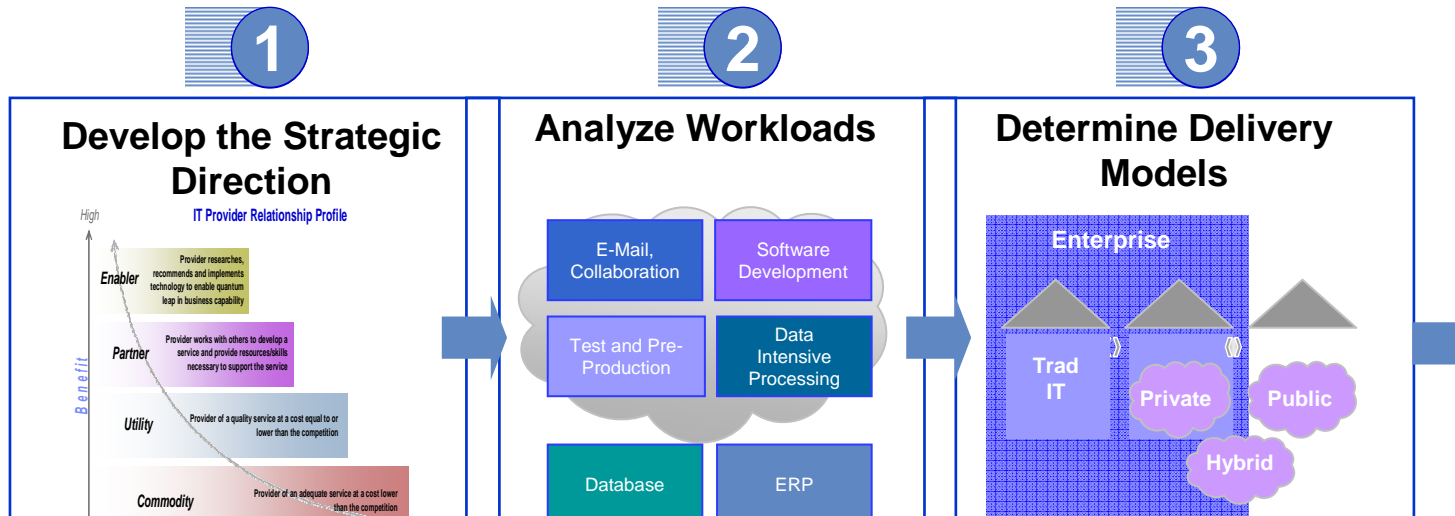 1
Develop the Strategic
Direction
IT Provider Relationship Profile
High
Benefit
Enabler
Provider researches,
recommends and implements
technology to enable quantum
leap in business capability
Partner
Provider works with others to develop a
service and provide resources/skills
necessary to support the service
Utility
Provider of a quality service at a cost equal to or
lower than the competition
Commodity
Provider of an adequate service at a cost lower
than the competition
2
Analyze Workloads
E-Mail,
Collaboration
Software
Development
Test and Pre-
Production
Data
Intensive
Processing
Database
ERP
3
Determine Delivery
Models
Enterprise
Trad
IT
Private
Public
Hybrid